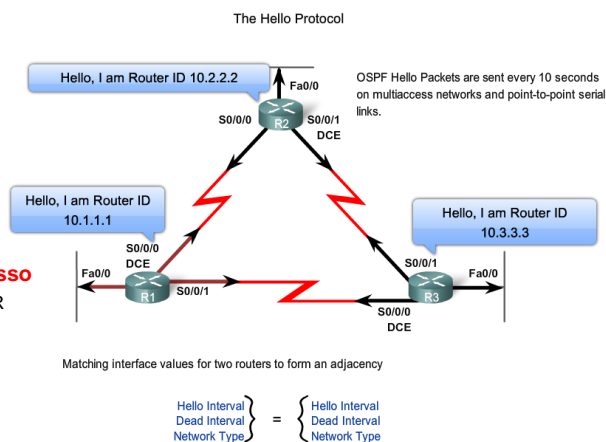 The Hello Protocol
Hello, I am Router ID 10.2.2.2
Fa0/0
OSPF Hello Packets are sent every 10 seconds
on multiaccess networks and point-to-point serial
links.
S0/0/0
R2
S0/0/1
DCE
Hello, I am Router ID
10.1.1.1
Hello, I am Router ID
10.3.3.3
S0/0/0
DCE
sso
R
Fa0/0
R1
S0/0/1
S0/0/1
Fa0/0
R3
S0/0/0
DCE
Matching interface values for two routers to form an adjacency
Hello Interval
Dead Interval
Network Type
=
Hello Interval
Dead Interval
Network Type